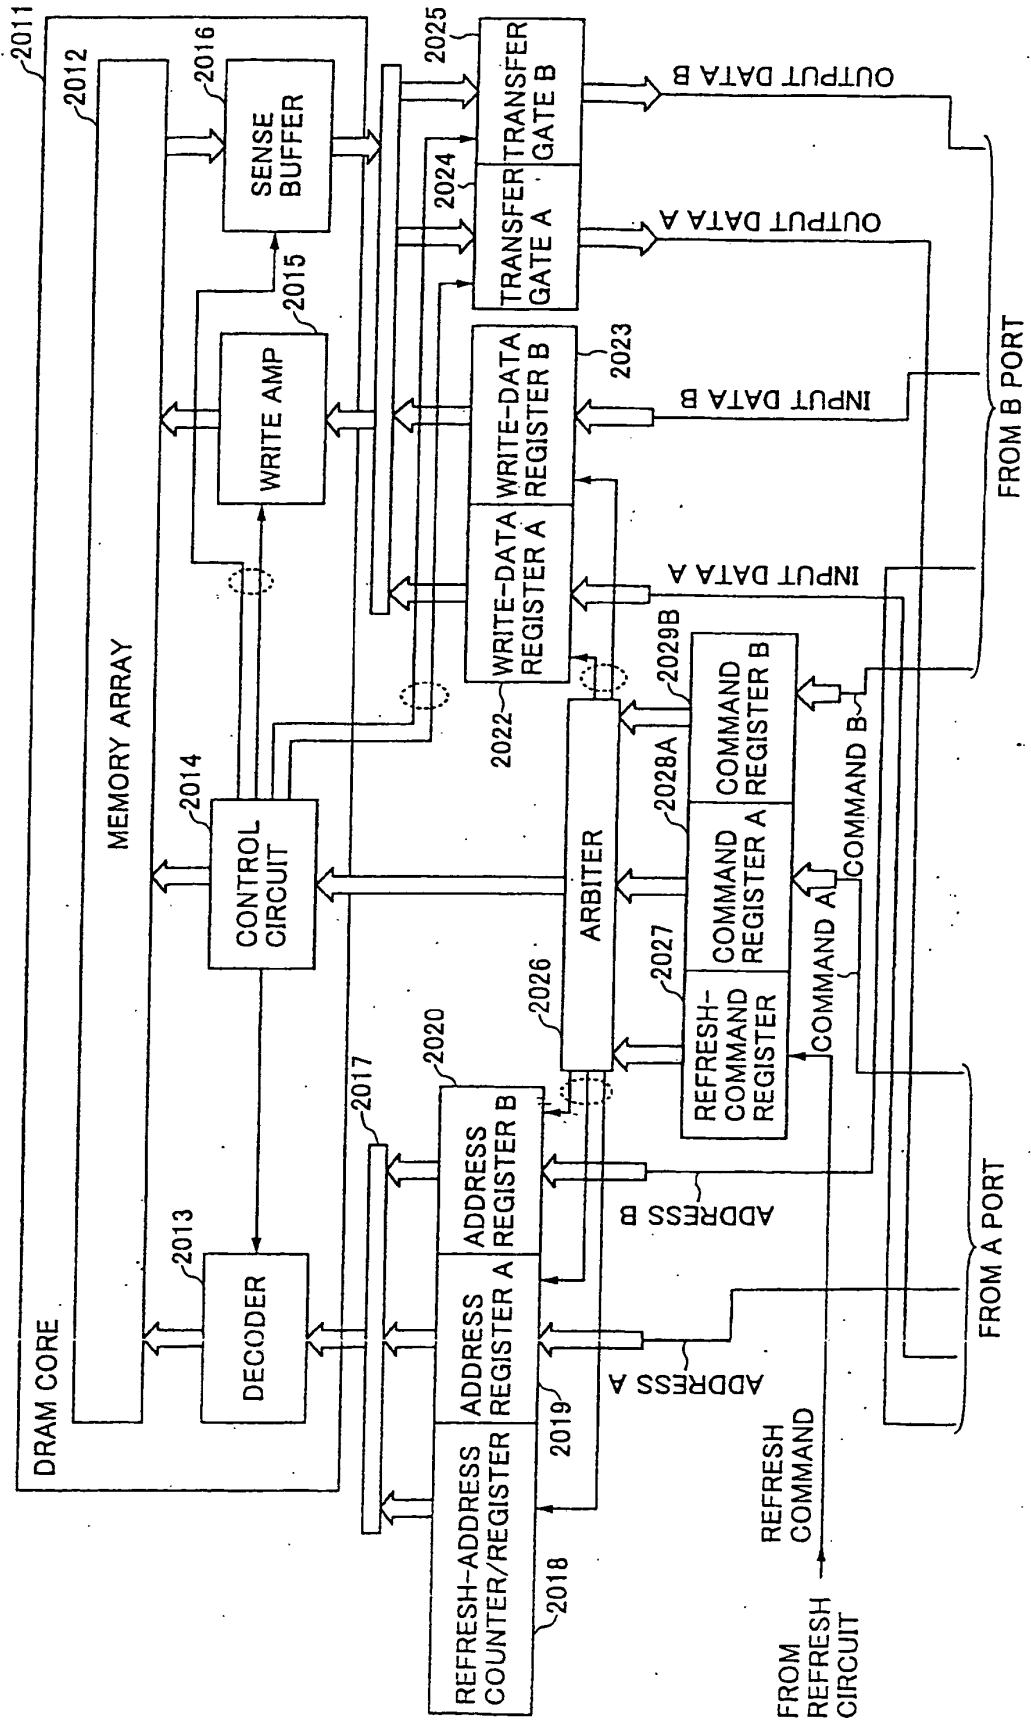 DRAM CORE
2011
MEMORY ARRAY
2012
DECODER
2013
CONTROL
CIRCUIT
2014
WRITE AMP
2015
SENSE
BUFFER
2016
2017
REFRESH-ADDRESS
COUNTER/REGISTER
2018
ADDRESS
REGISTER A
2019
ADDRESS
REGISTER B
2020
WRITE-DATA
REGISTER A
2022
WRITE-DATA
REGISTER B
2023
TRANSFER
GATE A
2024
TRANSFER
GATE B
2025
ARBITER
2026
REFRESH-
COMMAND
REGISTER
2027
COMMAND
REGISTER A
2028A
COMMAND
REGISTER B
2029B
ADDRESS A
ADDRESS B
COMMAND A
COMMAND B
INPUT DATA A
INPUT DATA B
OUTPUT DATA A
OUTPUT DATA B
FROM
REFRESH
CIRCUIT
REFRESH
COMMAND
FROM A PORT
FROM B PORT